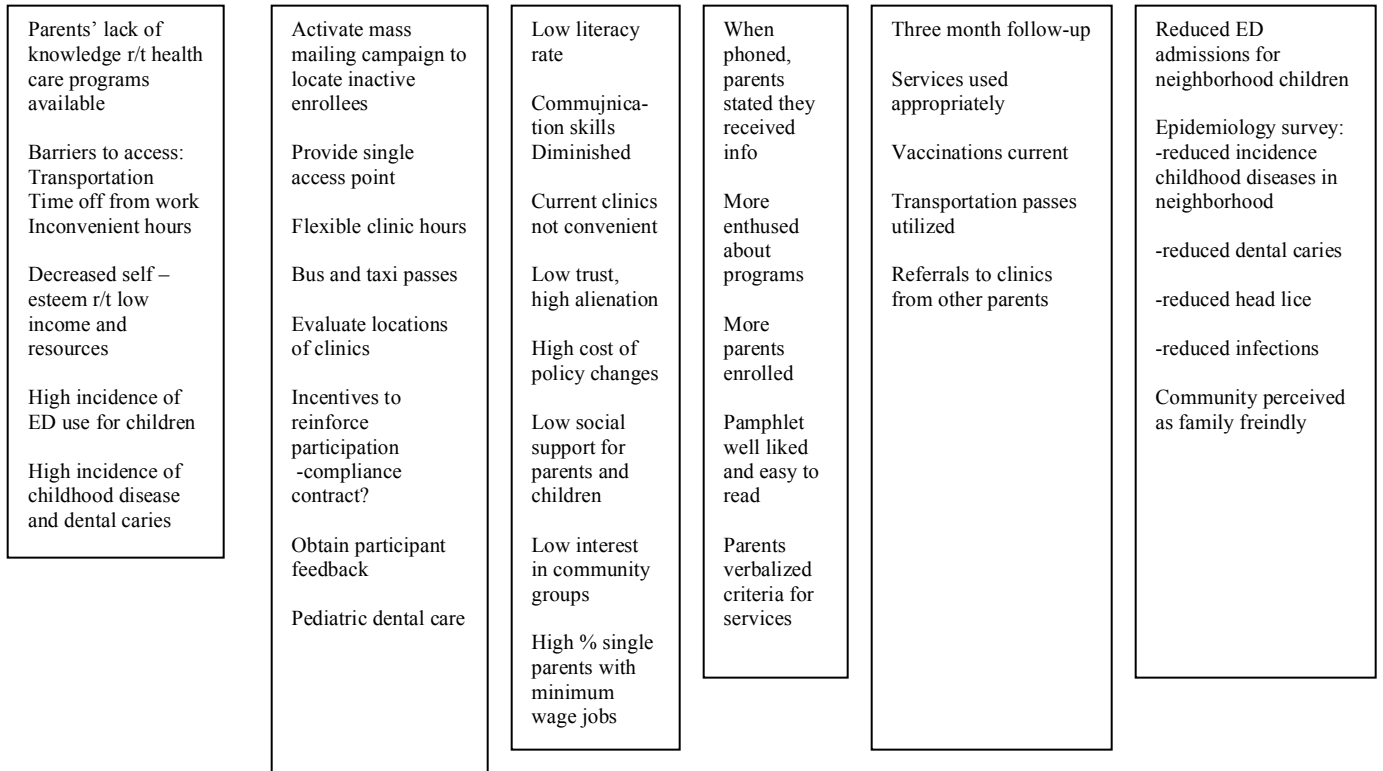 Parents’ lack of
knowledge r/t health
care programs
available
Barriers to access:
Transportation
Time off from work
Inconvenient hours
Decreased self –
esteem r/t low
income and
resources
High incidence of
ED use for children
High incidence of
childhood disease
and dental caries
Activate mass
mailing campaign to
locate inactive
enrollees
Provide single
access point
Flexible clinic hours
Bus and taxi passes
Evaluate locations
of clinics
Incentives to
reinforce
participation
-compliance
contract?
Obtain participant
feedback
Pediatric dental care
Low literacy
rate
Commujnica-
tion skills
Diminished
Current clinics
not convenient
Low trust,
high alienation
High cost of
policy changes
Low social
support for
parents and
children
Low interest
in community
groups
High % single
parents with
minimum
wage jobs
When
phoned,
parents
stated they
received
info
More
enthused
about
programs
More
parents
enrolled
Pamphlet
well liked
and easy to
read
Parents
verbalized
criteria for
services
Three month follow-up
Services used
appropriately
Vaccinations current
Transportation passes
utilized
Referrals to clinics
from other parents
Reduced ED
admissions for
neighborhood children
Epidemiology survey:
-reduced incidence
childhood diseases in
neighborhood
-reduced dental caries
-reduced head lice
-reduced infections
Community perceived
as family freindly